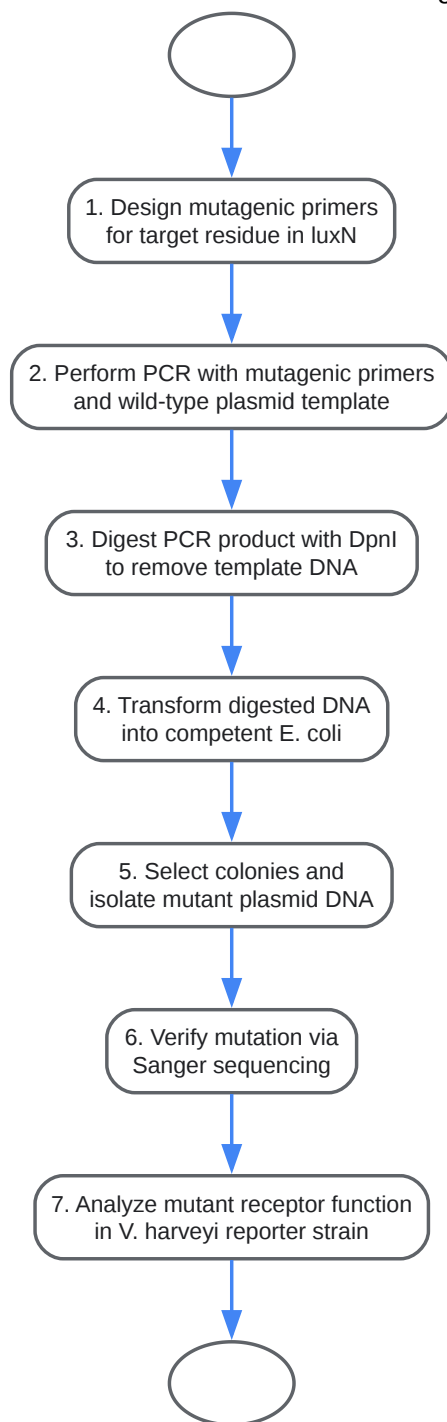 1. Design mutagenic primers
for target residue in luxN
2. Perform PCR with mutagenic primers
and wild-type plasmid template
3. Digest PCR product with DpnI
to remove template DNA
4. Transform digested DNA
into competent E. coli
5. Select colonies and
isolate mutant plasmid DNA
6. Verify mutation via
Sanger sequencing
7. Analyze mutant receptor function
in V. harveyi reporter strain